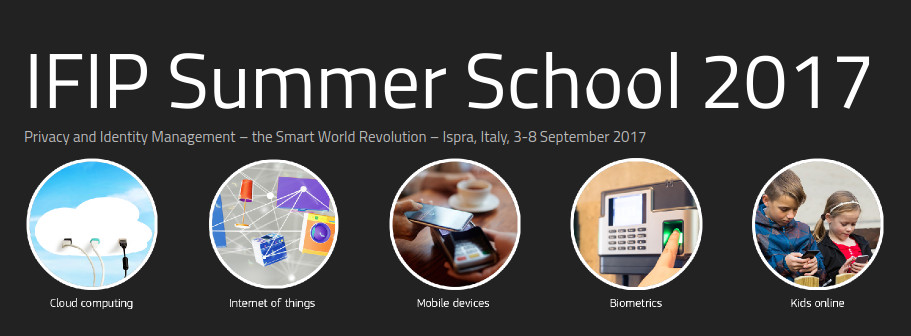 IFIP Summer School 2017
Privacy and Identity Management – the Smart World Revolution – Ispra, Italy, 3-8 September 2017
Cloud computing
Internet of things
Mobile devices
Biometrics
Kids online